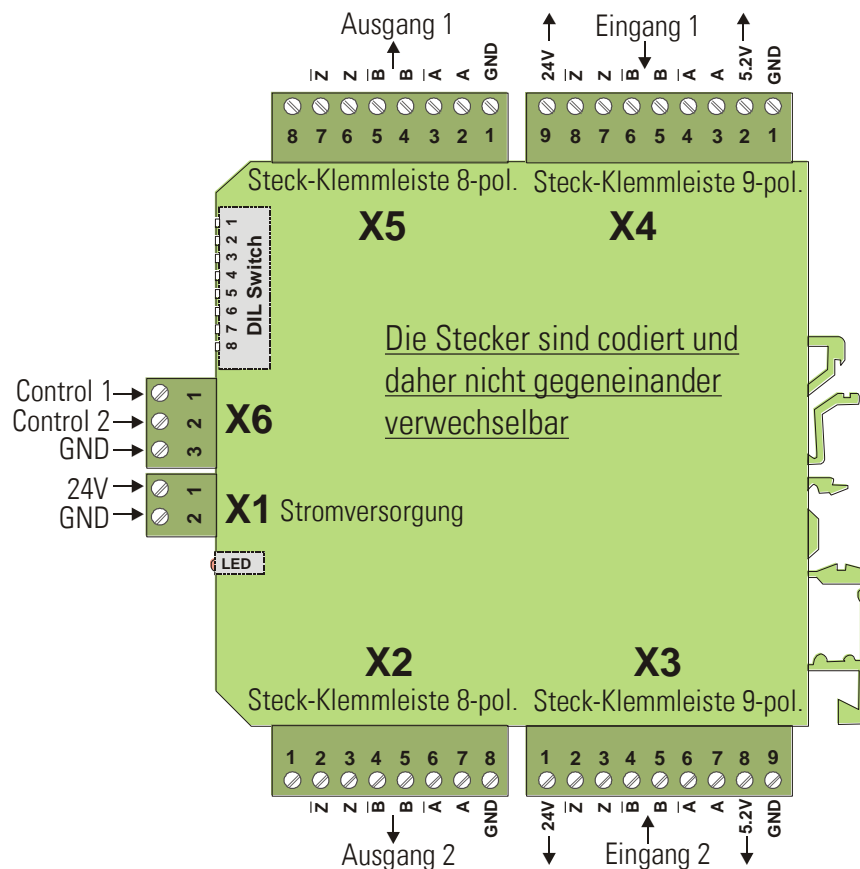 Ausgang 1 Eingang 1
Z̅ Z B̅ B A̅ A GND 24V Z̅ Z B̅ B A̅ A 5.2V GND
8 7 6 5 4 3 2 1 9 8 7 6 5 4 3 2 1
Steck-Klemmleiste 8-pol. Steck-Klemmleiste 9-pol.
X5 X4
1 2 3 4 5 6 7 8
DIL Switch
Die Stecker sind codiert und
daher nicht gegeneinander
verwechselbar
Control 1 1
Control 2 2 X6
GND 3
24V 1
GND 2 X1 Stromversorgung
LED
X2 X3
Steck-Klemmleiste 8-pol. Steck-Klemmleiste 9-pol.
1 2 3 4 5 6 7 8 1 2 3 4 5 6 7 8 9
Z̅ Z B̅ B A̅ A GND 24V Z̅ Z B̅ B A̅ A 5.2V GND
Ausgang 2 Eingang 2